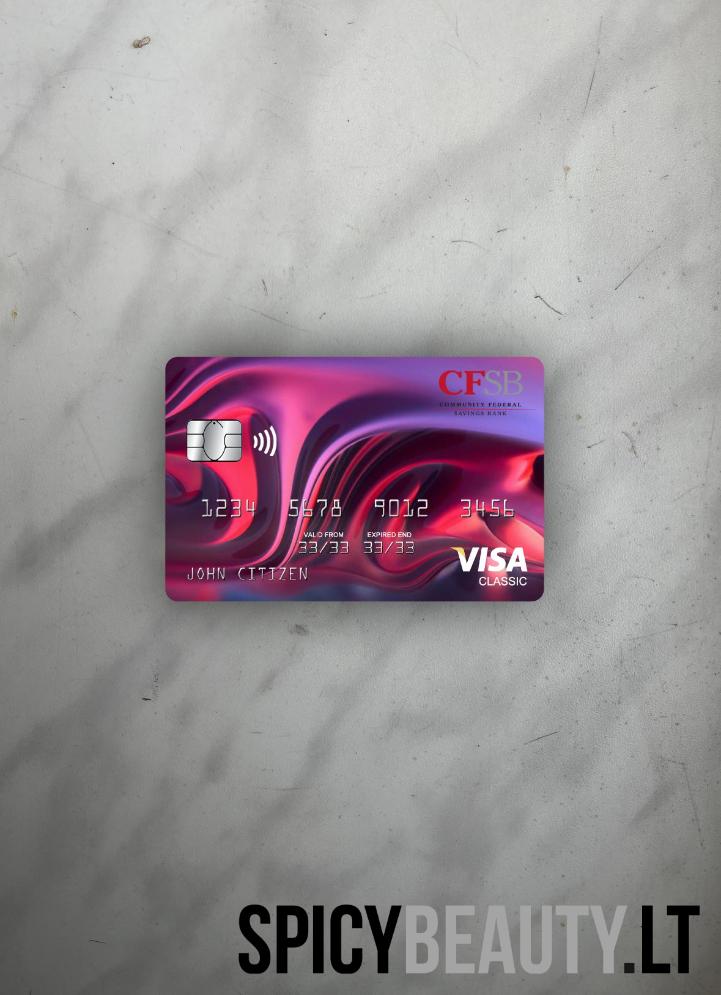 CFSB
COMMUNITY FEDERAL
SAVINGS BANK
1234 5678 9012 3456
VALID FROM EXPIRED END
33/33 33/33
JOHN CITIZEN
VISA
CLASSIC
SPICYBEAUTY.LT